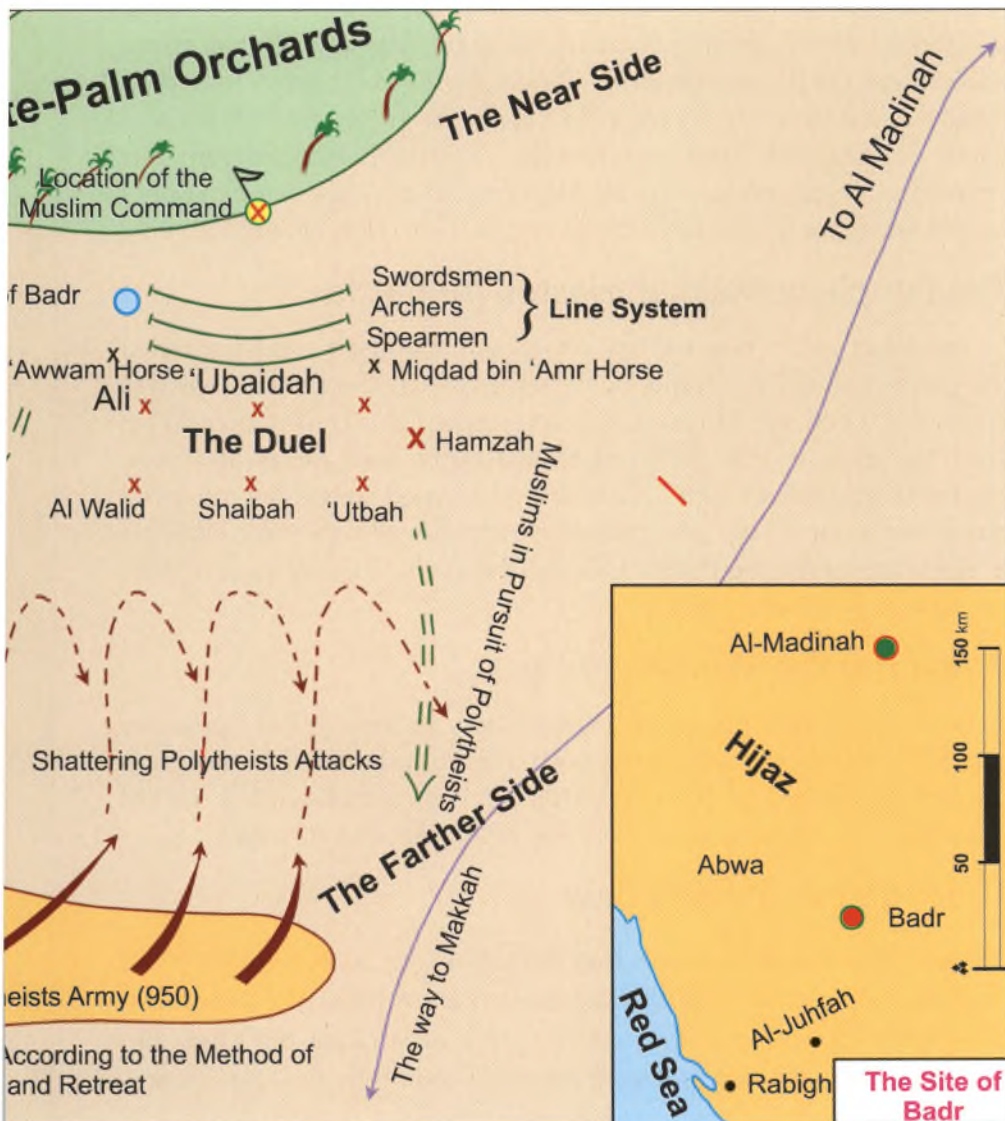 te-Palm Orchards
The Near Side
To Al Madinah
Location of the
Muslim Command
of Badr
Swordsmen
Archers
Spearmen
Line System
'Awwam Horse
Miqdad bin 'Amr Horse
Ali
'Ubaidah
The Duel
Hamzah
Al Walid
Shaibah
'Utbah
Muslims in Pursuit of Polytheists
Shattering Polytheists Attacks
The Farther Side
The way to Makkah
eists Army (950)
According to the Method of
and Retreat
Al-Madinah
150 km
Hijaz
100
Abwa
50
Badr
Red Sea
Al-Juhfah
Rabigh
The Site of
Badr